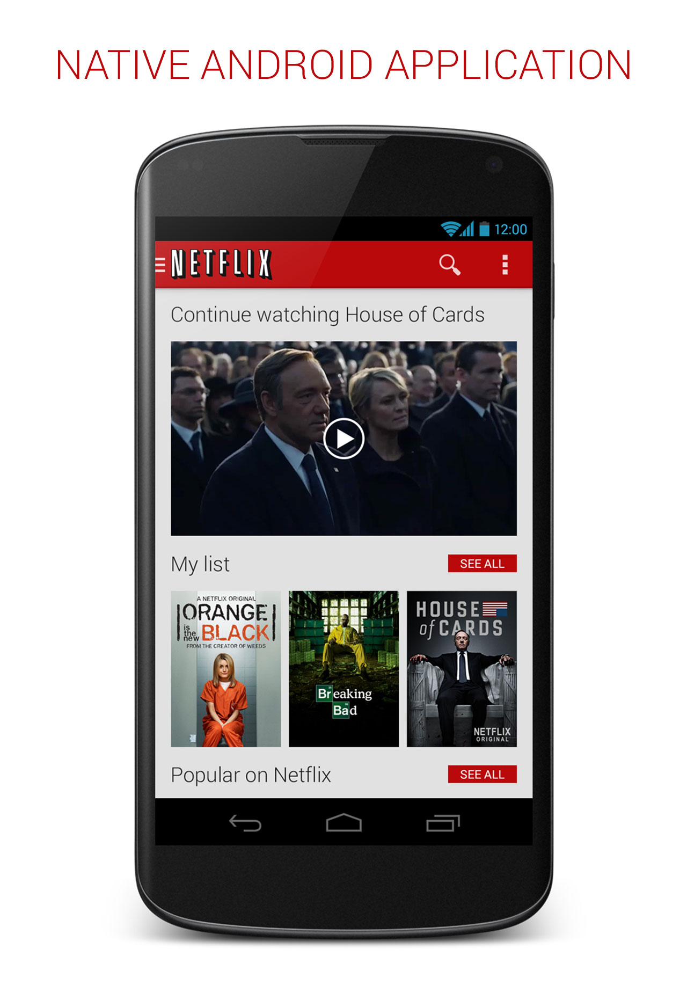 NATIVE ANDROID APPLICATION
12:00
NETFLIX
Continue watching House of Cards
My list
SEE ALL
A NETFLIX ORIGINAL
ORANGE
is the new BLACK
FROM THE CREATOR OF WEEDS
Breaking
Bad
HOUSE
of CARDS
NETFLIX
ORIGINAL
Popular on Netflix
SEE ALL